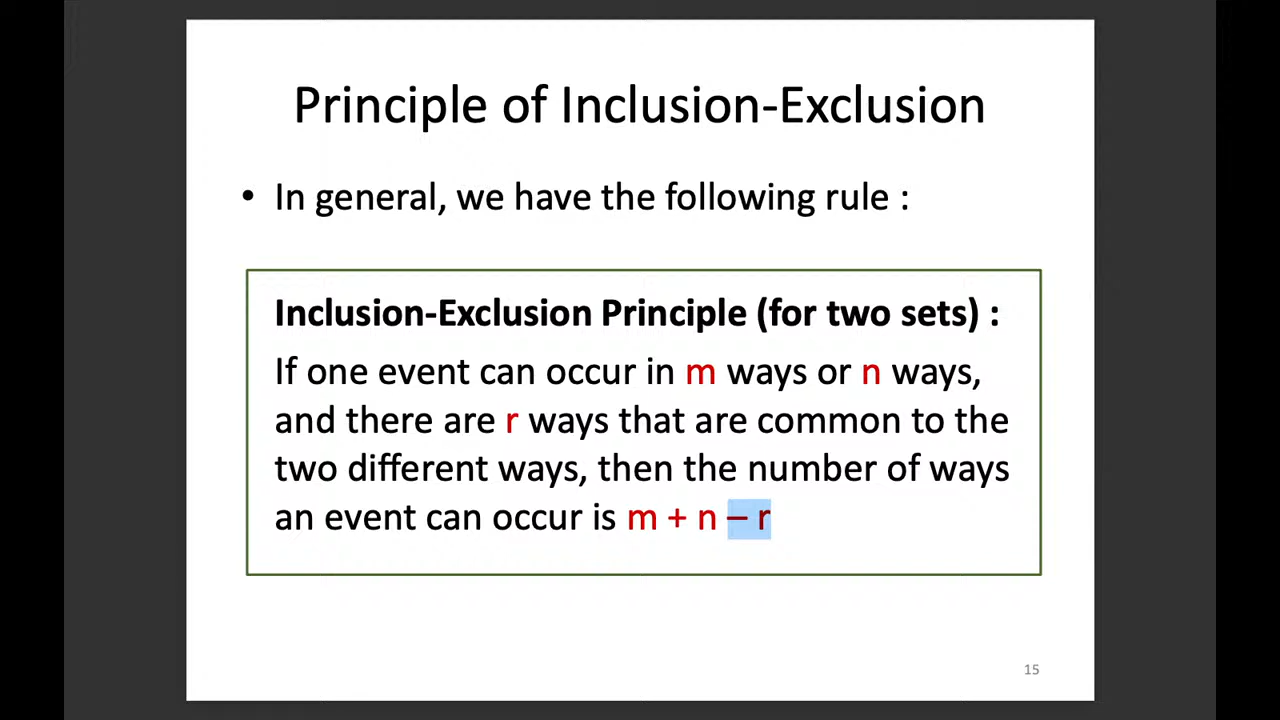 Principle of Inclusion-Exclusion
• In general, we have the following rule :
Inclusion-Exclusion Principle (for two sets) :
If one event can occur in m ways or n ways,
and there are r ways that are common to the
two different ways, then the number of ways
an event can occur is m + n – r
15